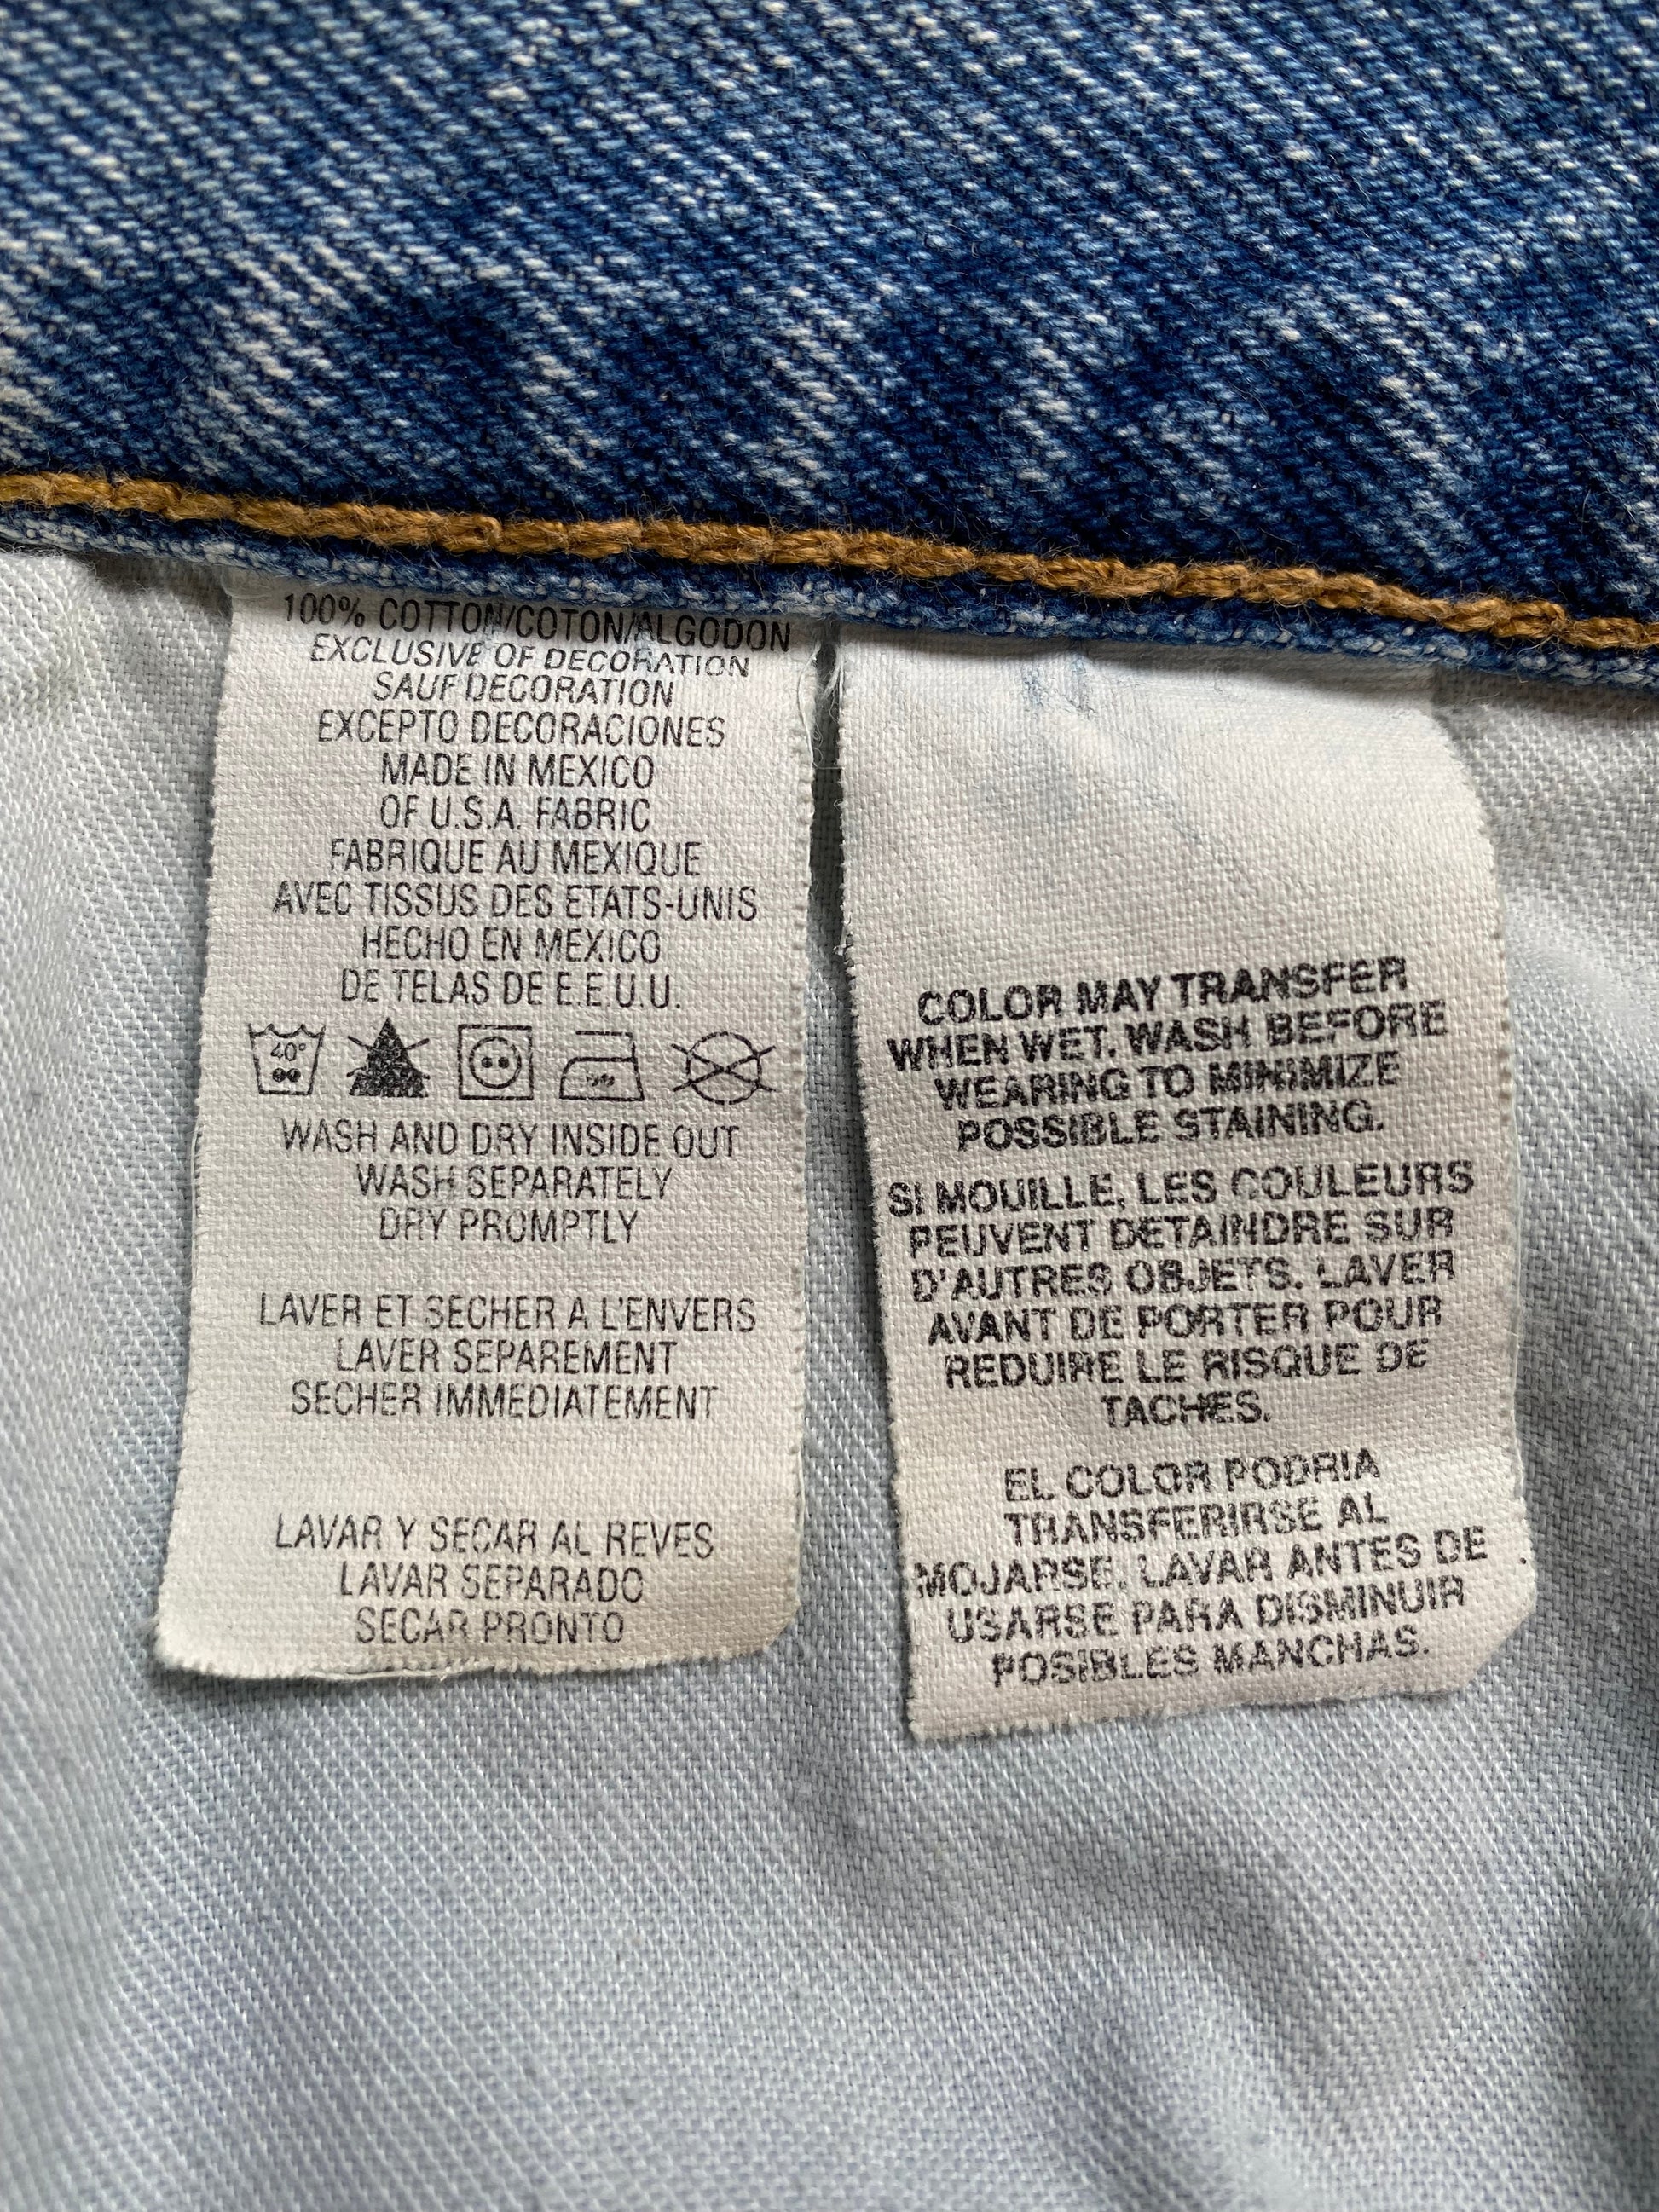 100% COTTON/COTON/ALGODON
EXCLUSIVE OF DECORATION
SAUF DECORATION
EXCEPTO DECORACIONES
MADE IN MEXICO
OF U.S.A. FABRIC
FABRIQUE AU MEXIQUE
AVEC TISSUS DES ETATS-UNIS
HECHO EN MEXICO
DE TELAS DE E.E.U.U.
40°
WASH AND DRY INSIDE OUT
WASH SEPARATELY
DRY PROMPTLY
LAVER ET SECHER A L'ENVERS
LAVER SEPAREMENT
SECHER IMMEDIATEMENT
LAVAR Y SECAR AL REVES
LAVAR SEPARADO
SECAR PRONTO
COLOR MAY TRANSFER
WHEN WET. WASH BEFORE
WEARING TO MINIMIZE
POSSIBLE STAINING.
SI MOUILLE, LES COULEURS
PEUVENT DETAINDRE SUR
D'AUTRES OBJETS. LAVER
AVANT DE PORTER POUR
REDUIRE LE RISQUE DE
TACHES.
EL COLOR PODRIA
TRANSFERIRSE AL
MOJARSE. LAVAR ANTES DE
USARSE PARA DISMINUIR
POSIBLES MANCHAS.